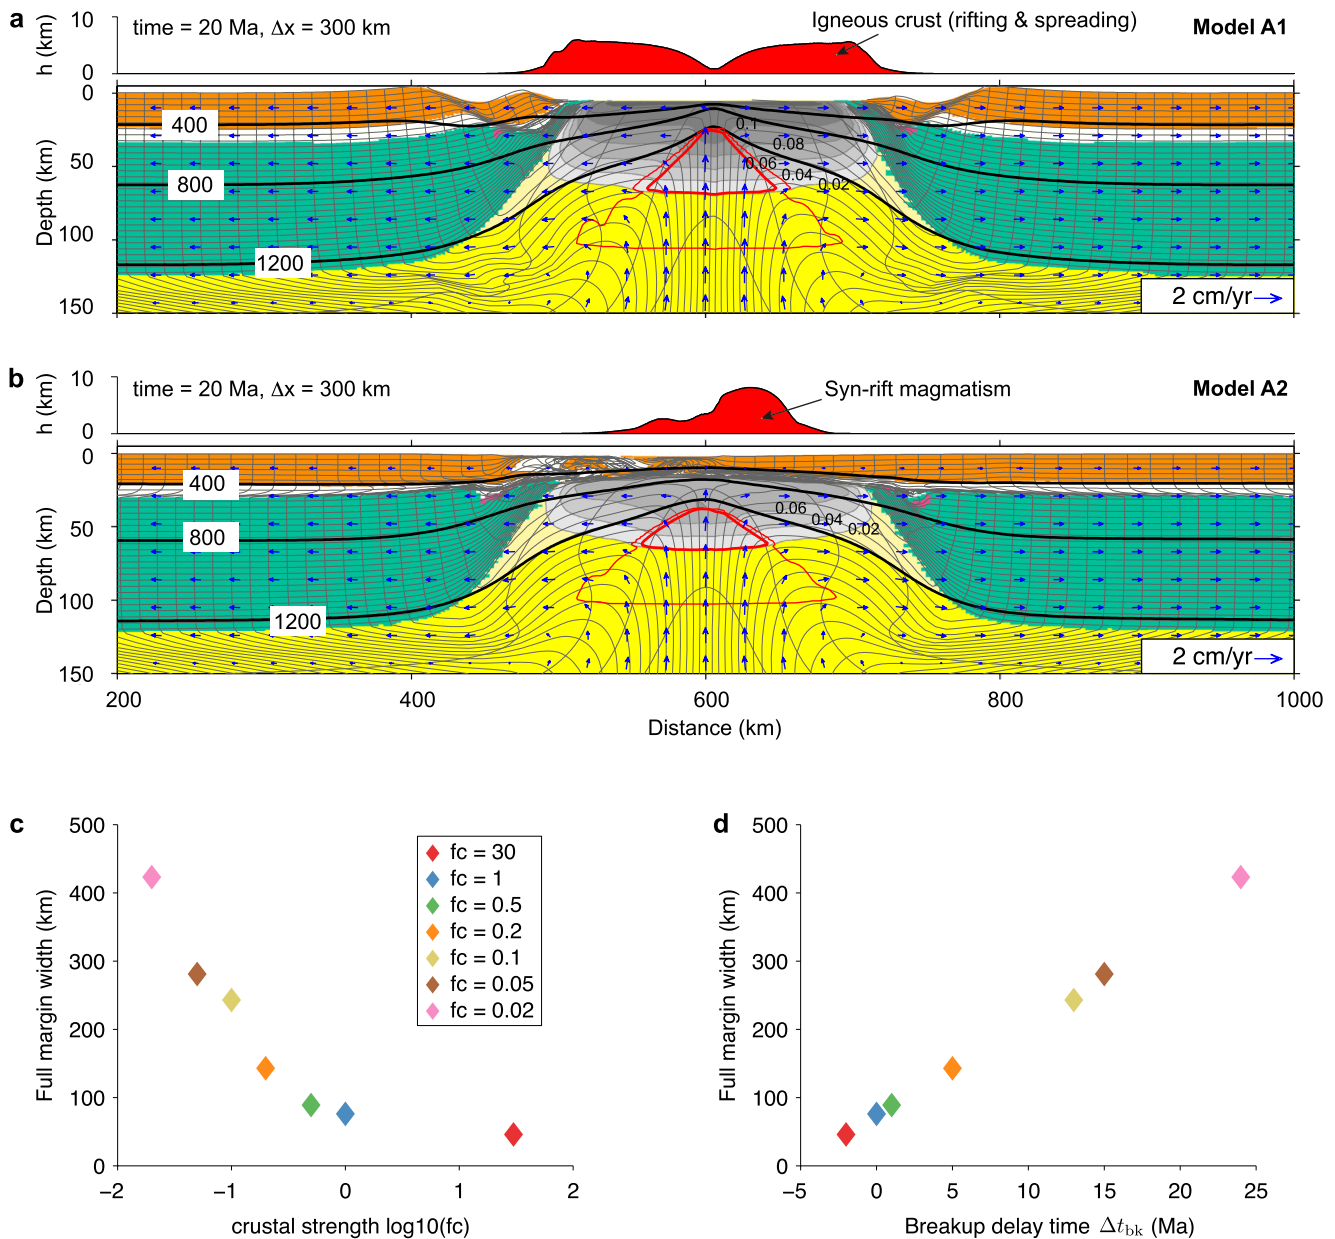 a
10
h (km)
0
time = 20 Ma, Δx = 300 km
Igneous crust (rifting & spreading)
Model A1
0
50
100
150
Depth (km)
400
800
1200
0.1
0.08
0.06
0.04
0.02
2 cm/yr
b
10
h (km)
0
time = 20 Ma, Δx = 300 km
Syn-rift magmatism
Model A2
0
50
100
150
Depth (km)
400
800
1200
0.06
0.04
0.02
2 cm/yr
200 400 600 800 1000
Distance (km)
c
500
400
300
200
100
0
Full margin width (km)
fc = 30
fc = 1
fc = 0.5
fc = 0.2
fc = 0.1
fc = 0.05
fc = 0.02
−2 −1 0 1 2
crustal strength log10(fc)
d
500
400
300
200
100
0
Full margin width (km)
−5 0 5 10 15 20 25
Breakup delay time Δt_bk (Ma)